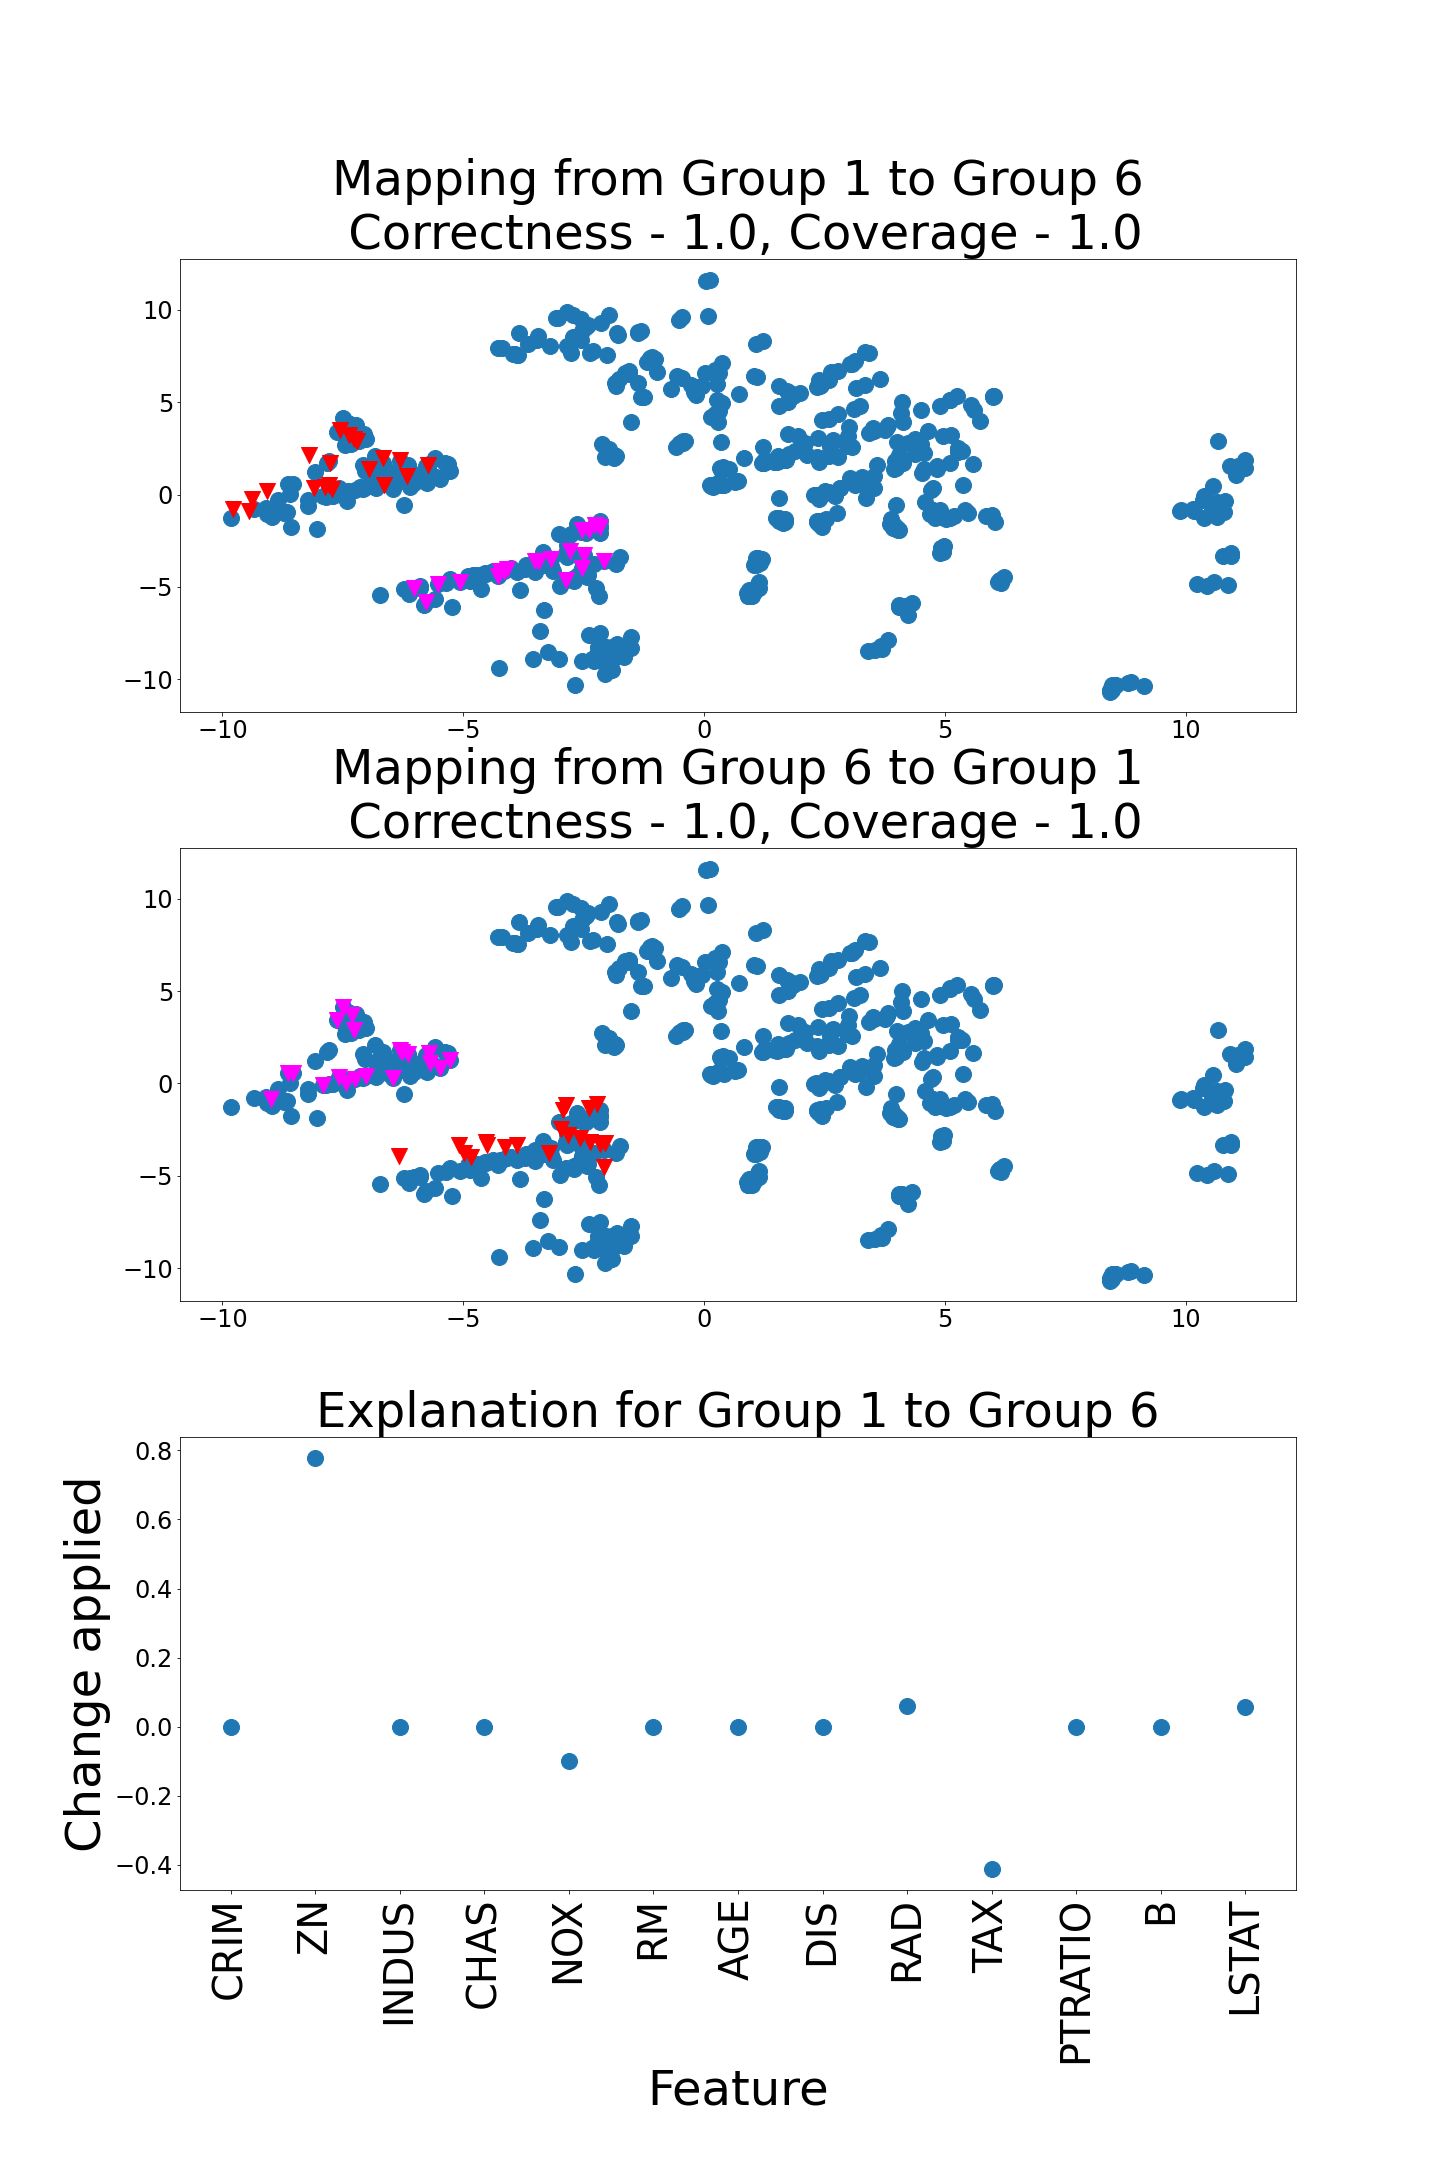 Mapping from Group 1 to Group 6
Correctness - 1.0, Coverage - 1.0
10
5
0
−5
−10
−10 −5 0 5 10
Mapping from Group 6 to Group 1
Correctness - 1.0, Coverage - 1.0
10
5
0
−5
−10
−10 −5 0 5 10
Explanation for Group 1 to Group 6
Change applied
0.8
0.6
0.4
0.2
0.0
−0.2
−0.4
CRIM
ZN
INDUS
CHAS
NOX
RM
AGE
DIS
RAD
TAX
PTRATIO
B
LSTAT
Feature